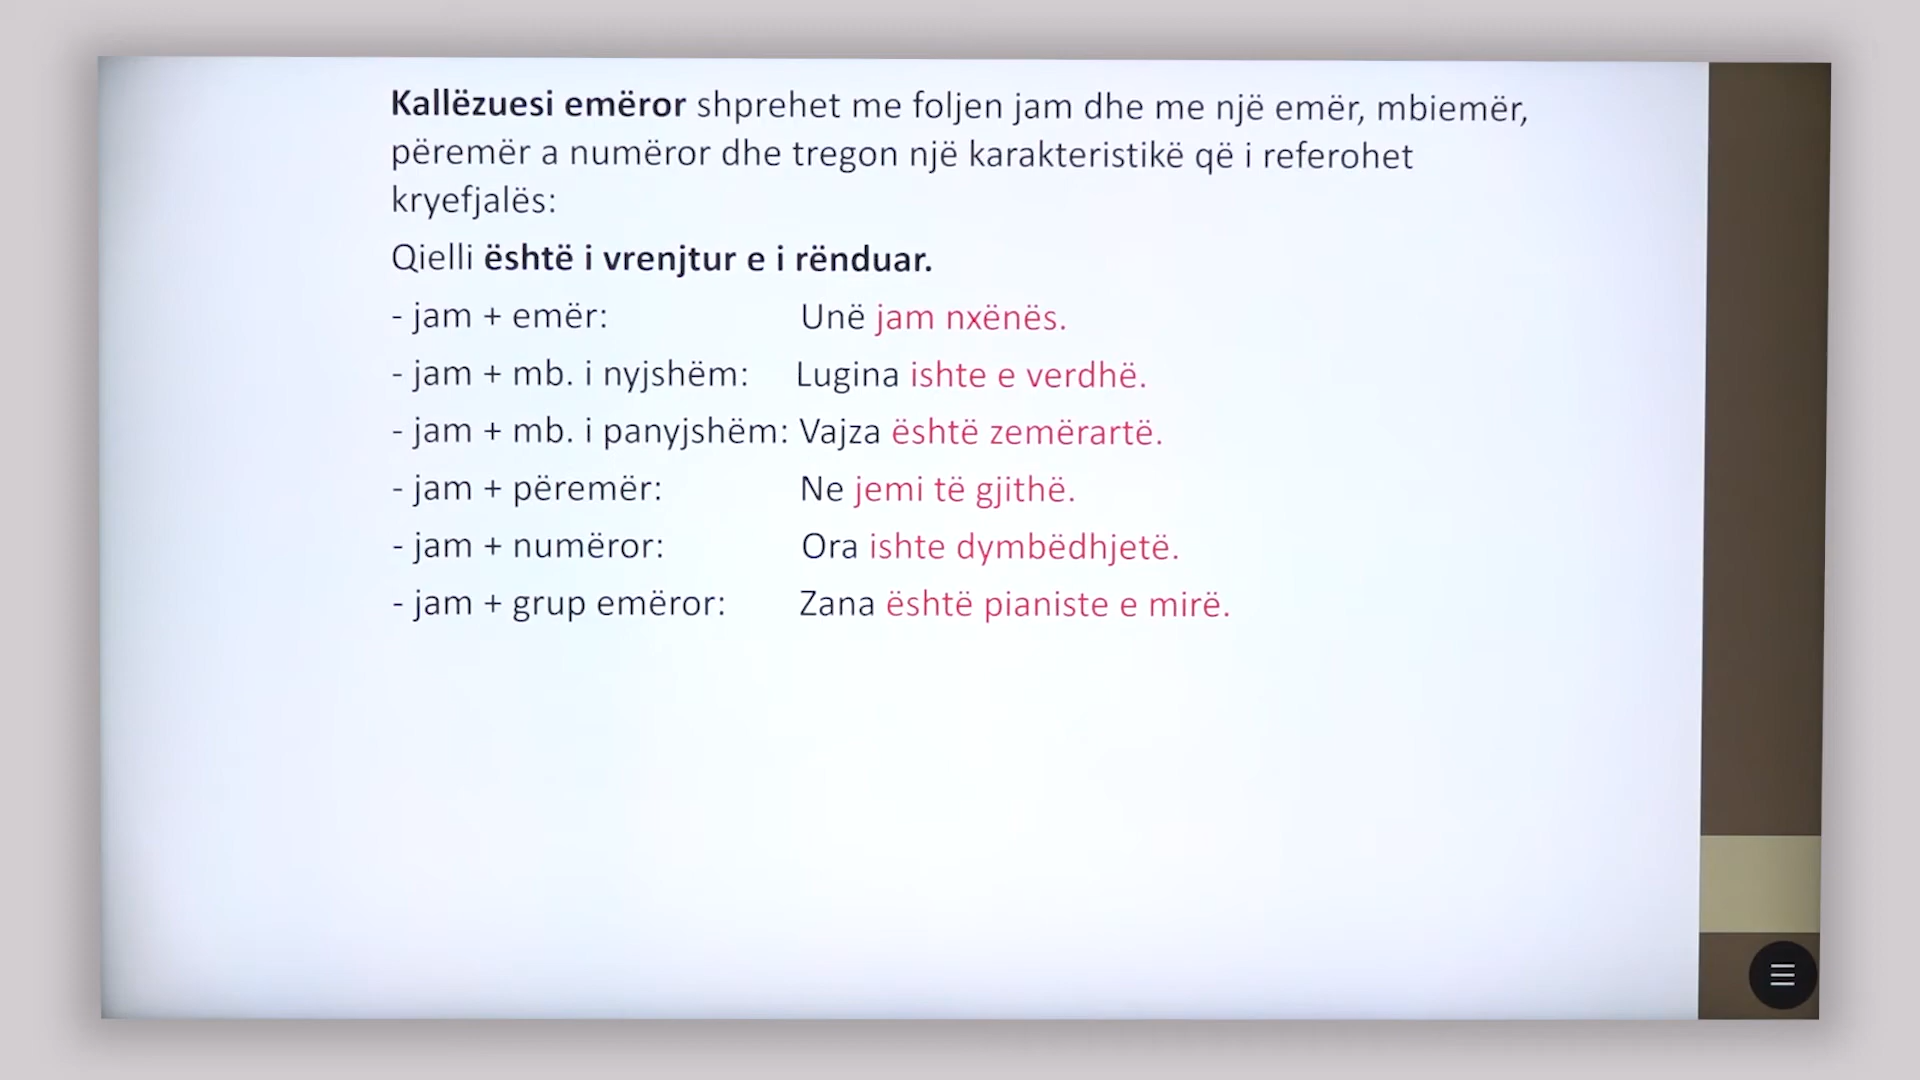 Kallëzuesi emëror shprehet me foljen jam dhe me një emër, mbiemër,
përemër a numëror dhe tregon një karakteristikë që i referohet
kryefjalës:
Qielli është i vrenjtur e i rënduar.
- jam + emër: Unë jam nxënës.
- jam + mb. i nyjshëm: Lugina ishte e verdhë.
- jam + mb. i panyjshëm: Vajza është zemërartë.
- jam + përemër: Ne jemi të gjithë.
- jam + numëror: Ora ishte dymbëdhjetë.
- jam + grup emëror: Zana është pianiste e mirë.